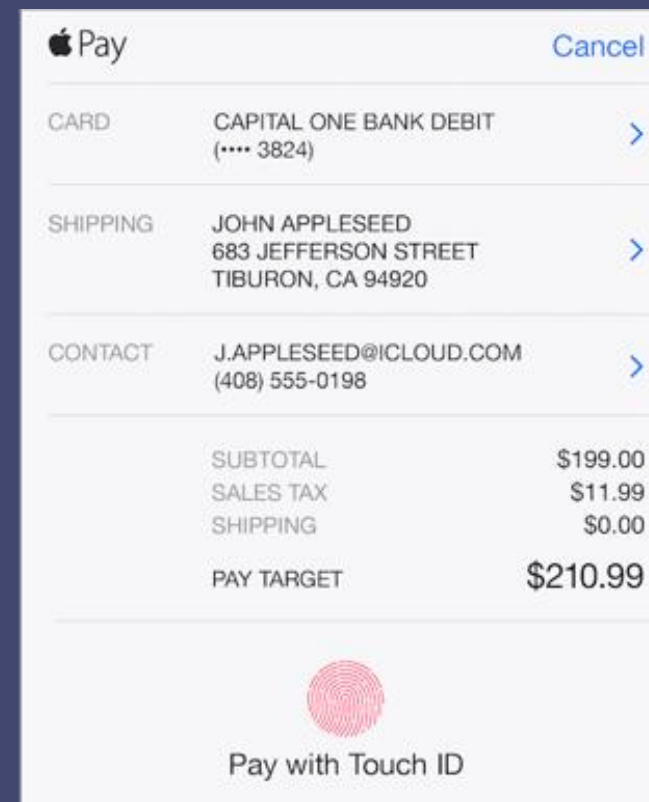 Pay
Cancel
CARD
CAPITAL ONE BANK DEBIT
(•••• 3824)
SHIPPING
JOHN APPLESEED
683 JEFFERSON STREET
TIBURON, CA 94920
CONTACT
J.APPLESEED@ICLOUD.COM
(408) 555-0198
SUBTOTAL $199.00
SALES TAX $11.99
SHIPPING $0.00
PAY TARGET $210.99
Pay with Touch ID